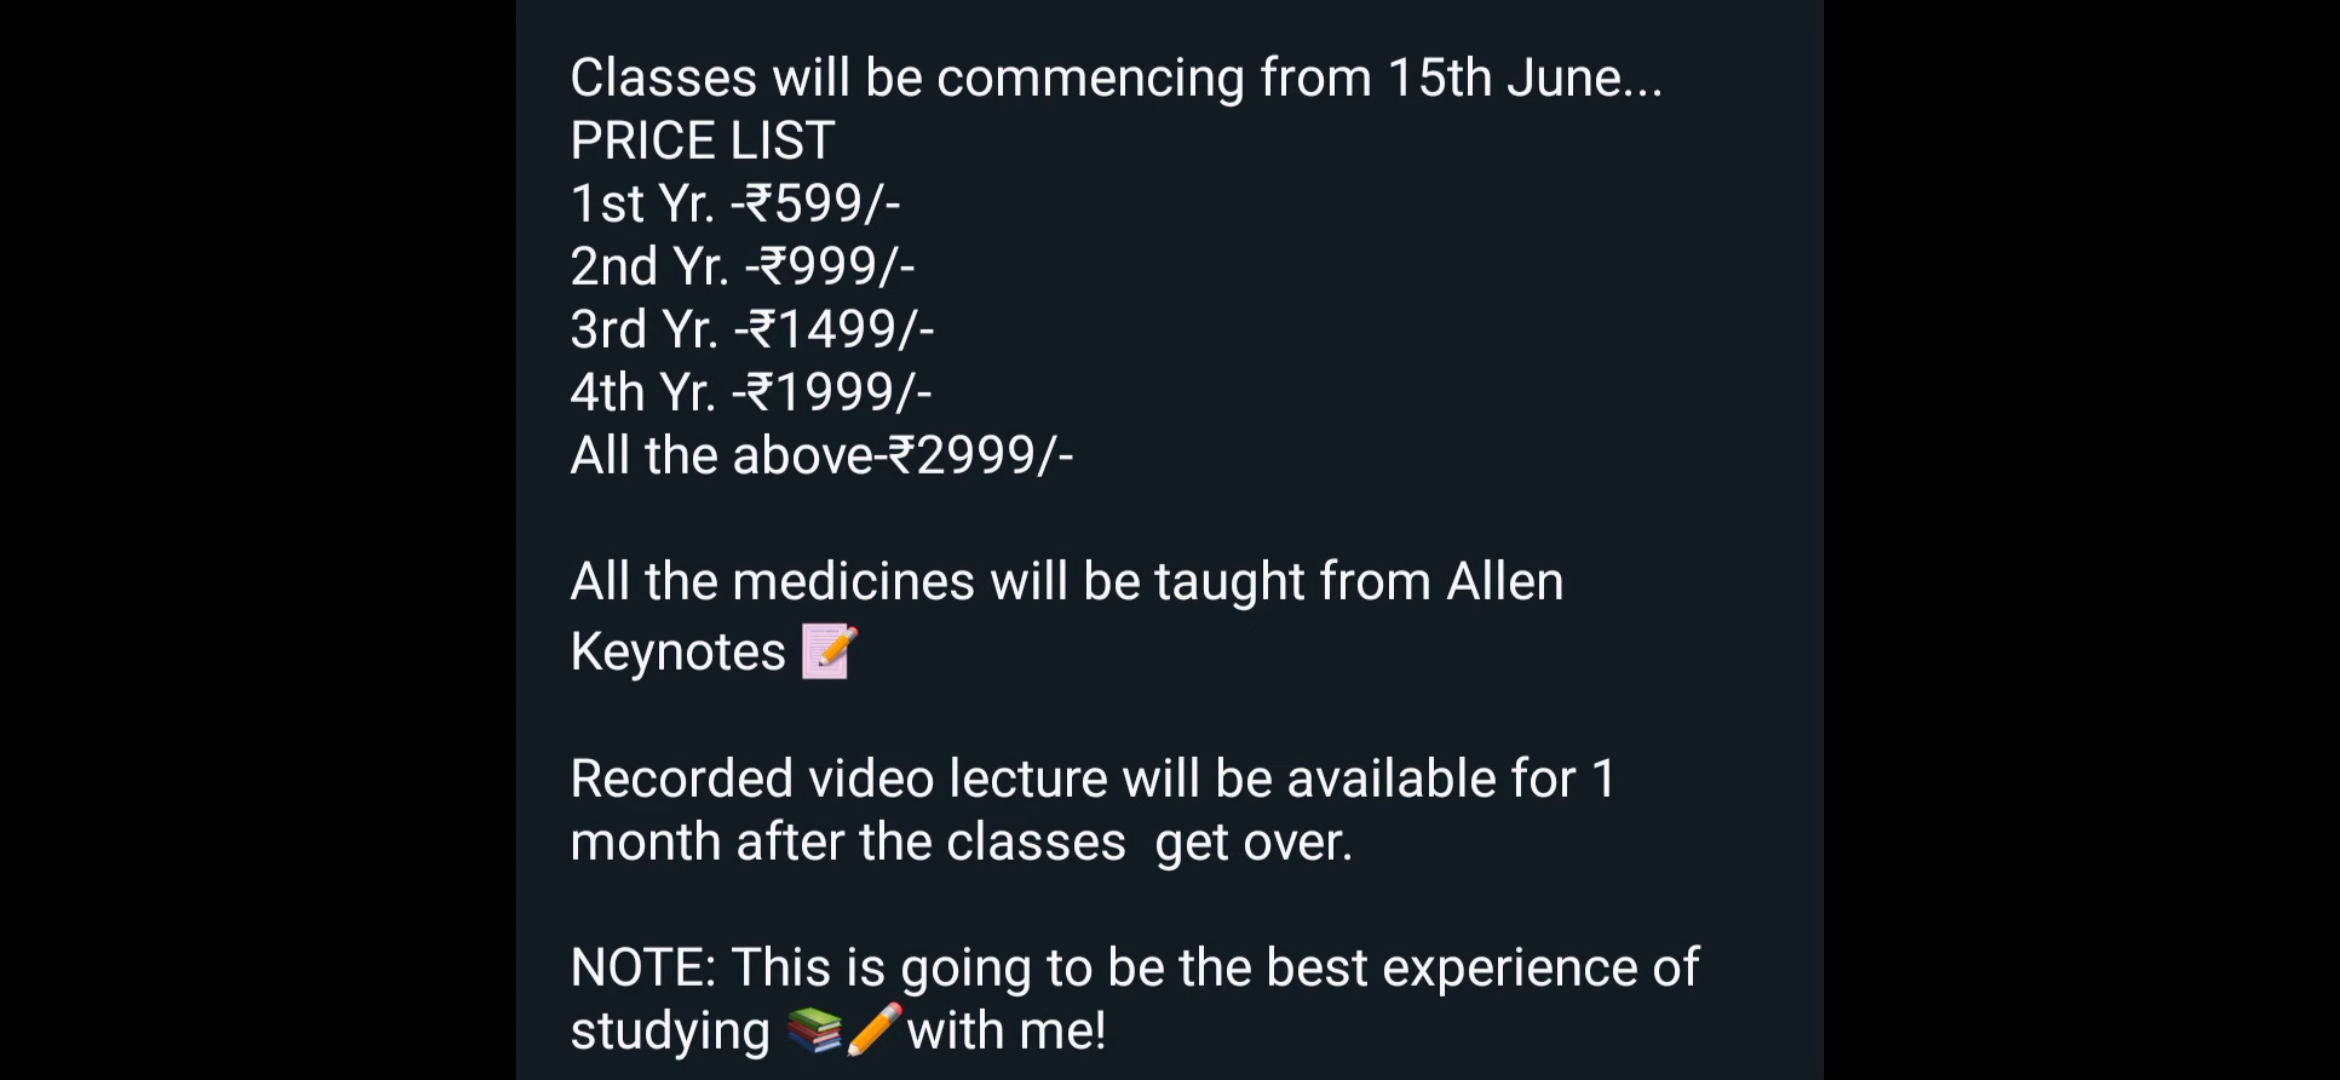 Classes will be commencing from 15th June...
PRICE LIST
1st Yr. -₹599/-
2nd Yr. -₹999/-
3rd Yr. -₹1499/-
4th Yr. -₹1999/-
All the above-₹2999/-
All the medicines will be taught from Allen
Keynotes 📝
Recorded video lecture will be available for 1
month after the classes  get over.
NOTE: This is going to be the best experience of
studying 📚✏️with me!